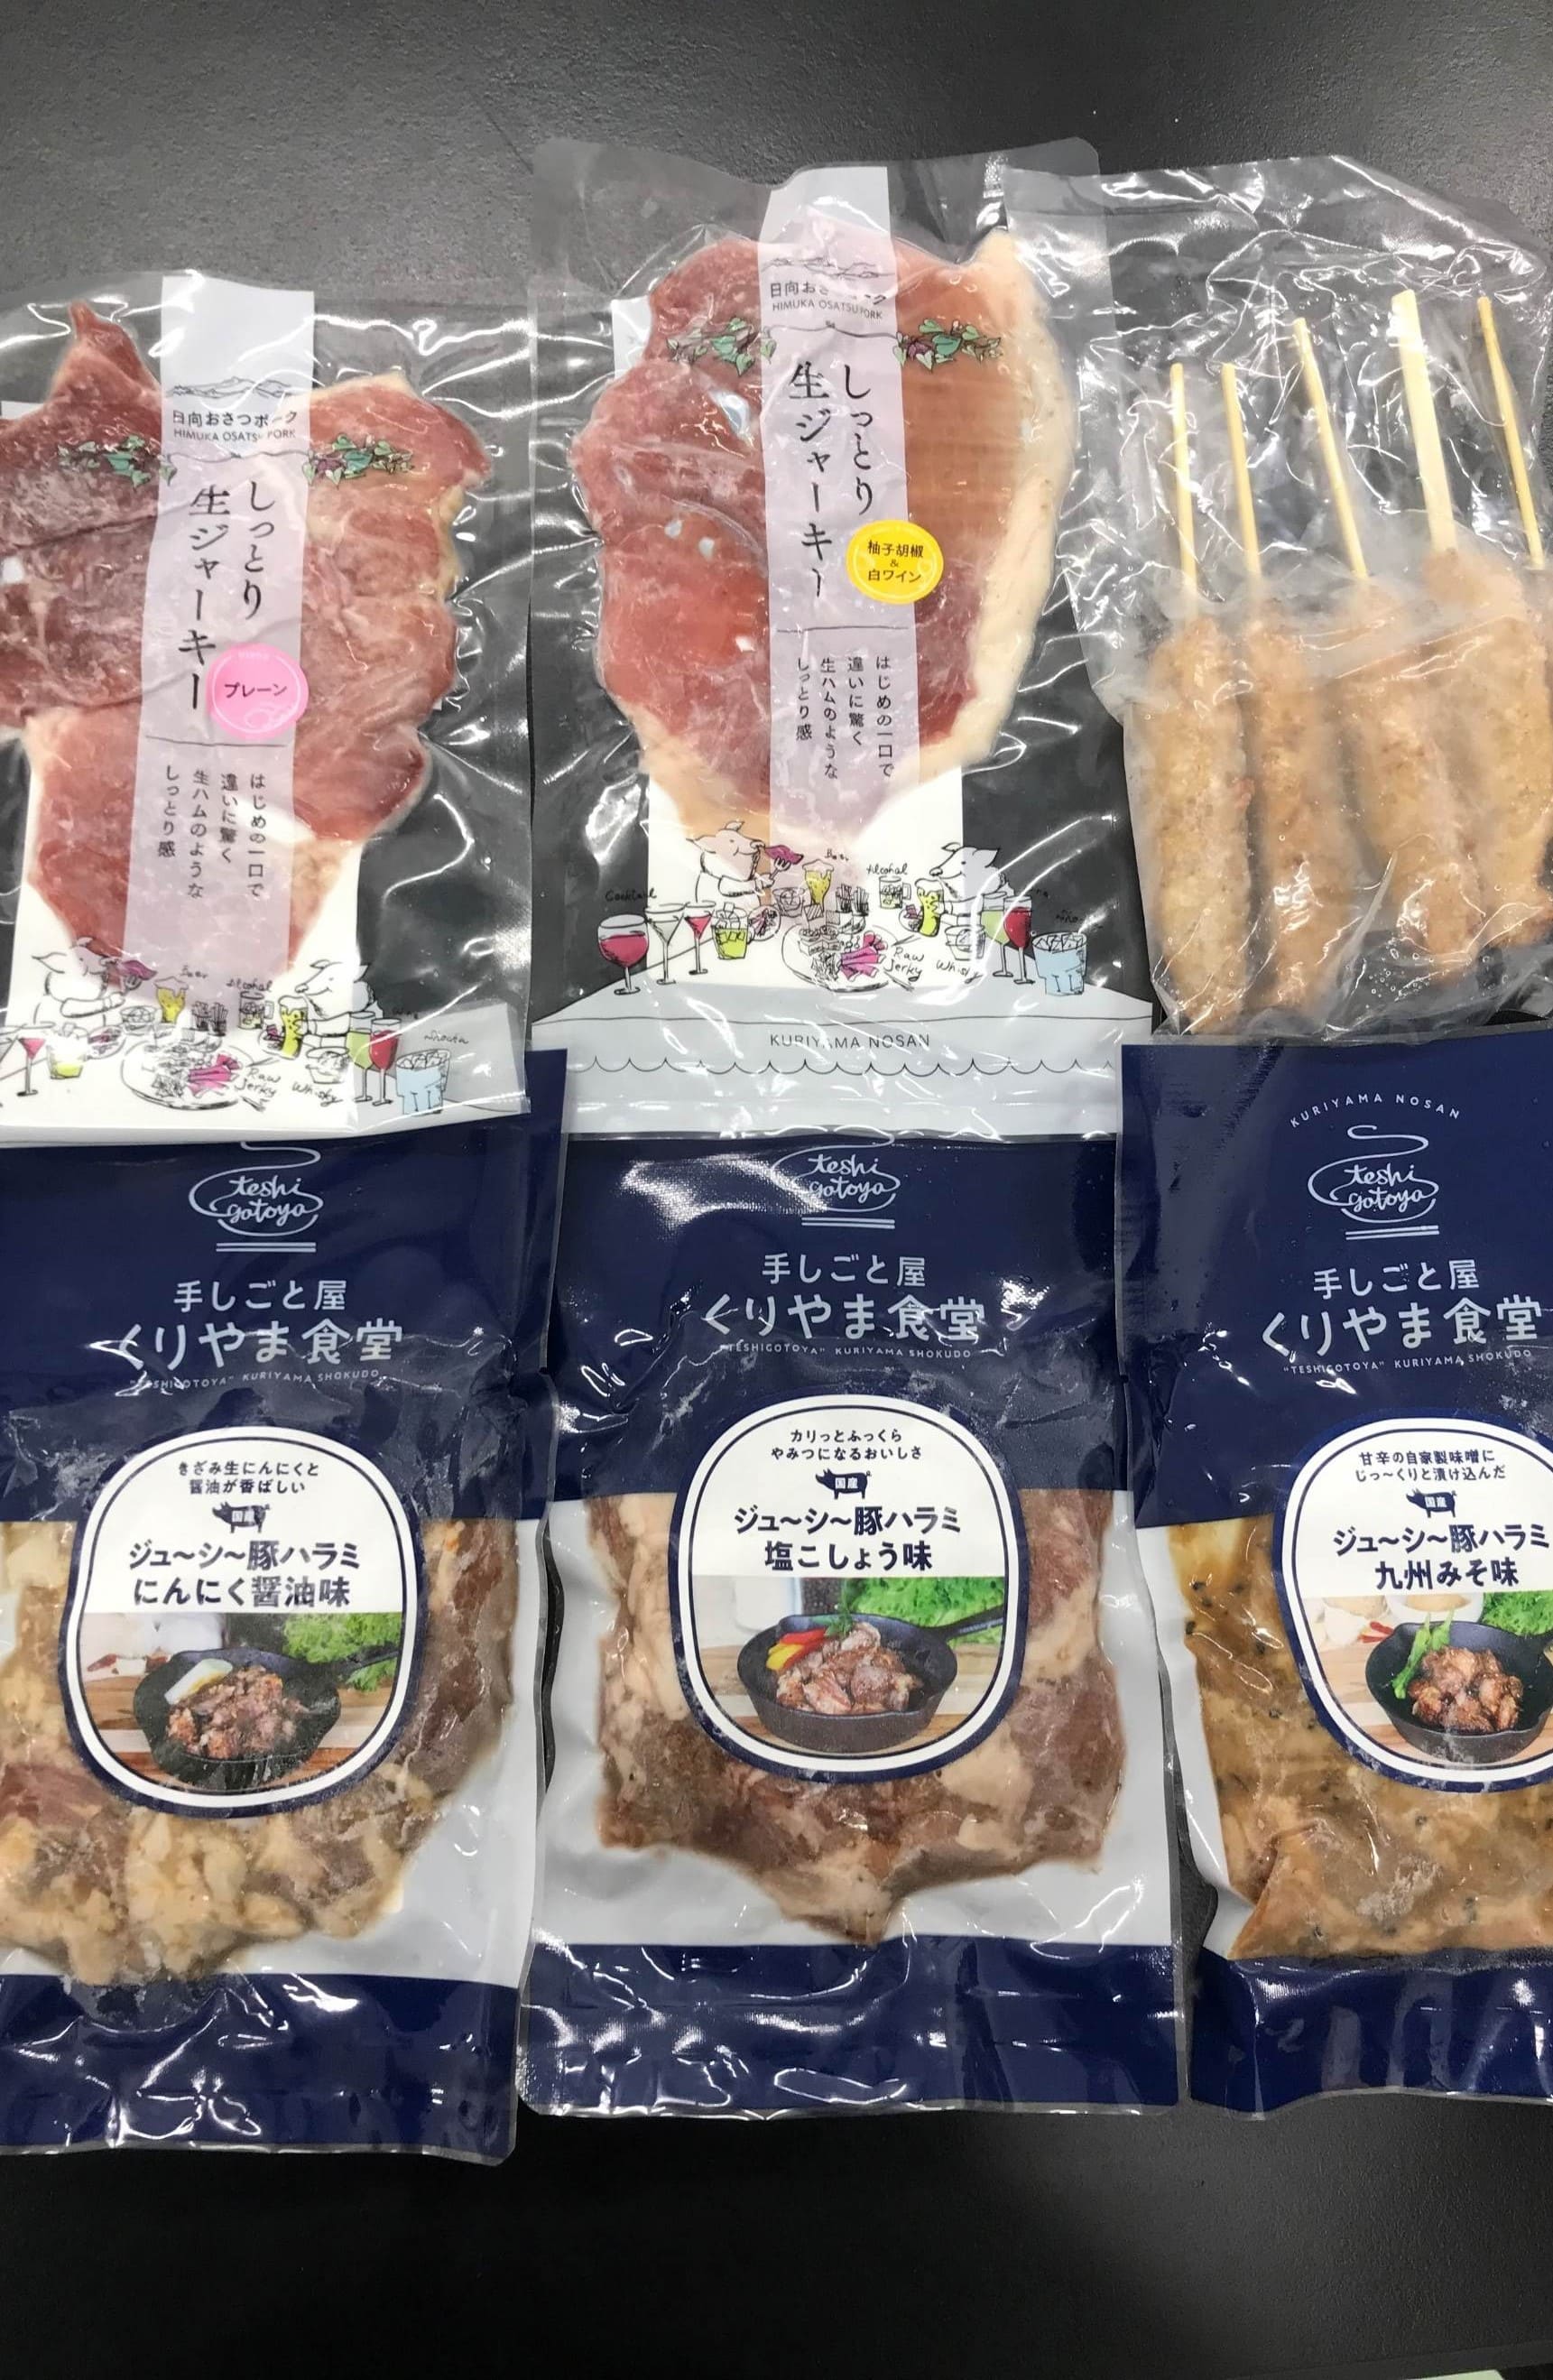 日向おさつポーク
HIMUKA OSATSU PORK
しっとり
生ジャーキー
プレーン
はじめの一口で
違いに驚く
生ハムのような
しっとり感
Beer
Alcohol
Raw
Jerky
Whisky
日向おさつポーク
HIMUKA OSATSU PORK
しっとり
生ジャーキー
柚子胡椒
&
白ワイン
はじめの一口で
違いに驚く
生ハムのような
しっとり感
Cocktail
Beer
Alcohol
Raw
Jerky
Whisky
KURIYAMA NOSAN
teshi
gotoya
手しごと屋
くりやま食堂
"TESHIGOTOYA" KURIYAMA SHOKUDO
きざみ生にんにくと
醤油が香ばしい
国産
ジュ〜シ〜豚ハラミ
にんにく醤油味
teshi
gotoya
手しごと屋
くりやま食堂
"TESHIGOTOYA" KURIYAMA SHOKUDO
カリっとふっくら
やみつになるおいしさ
国産
ジュ〜シ〜豚ハラミ
塩こしょう味
KURIYAMA NOSAN
teshi
gotoya
手しごと屋
くりやま食堂
"TESHIGOTOYA" KURIYAMA SHOKUDO
甘辛の自家製味噌に
じっ〜くりと漬け込んだ
国産
ジュ〜シ〜豚ハラミ
九州みそ味